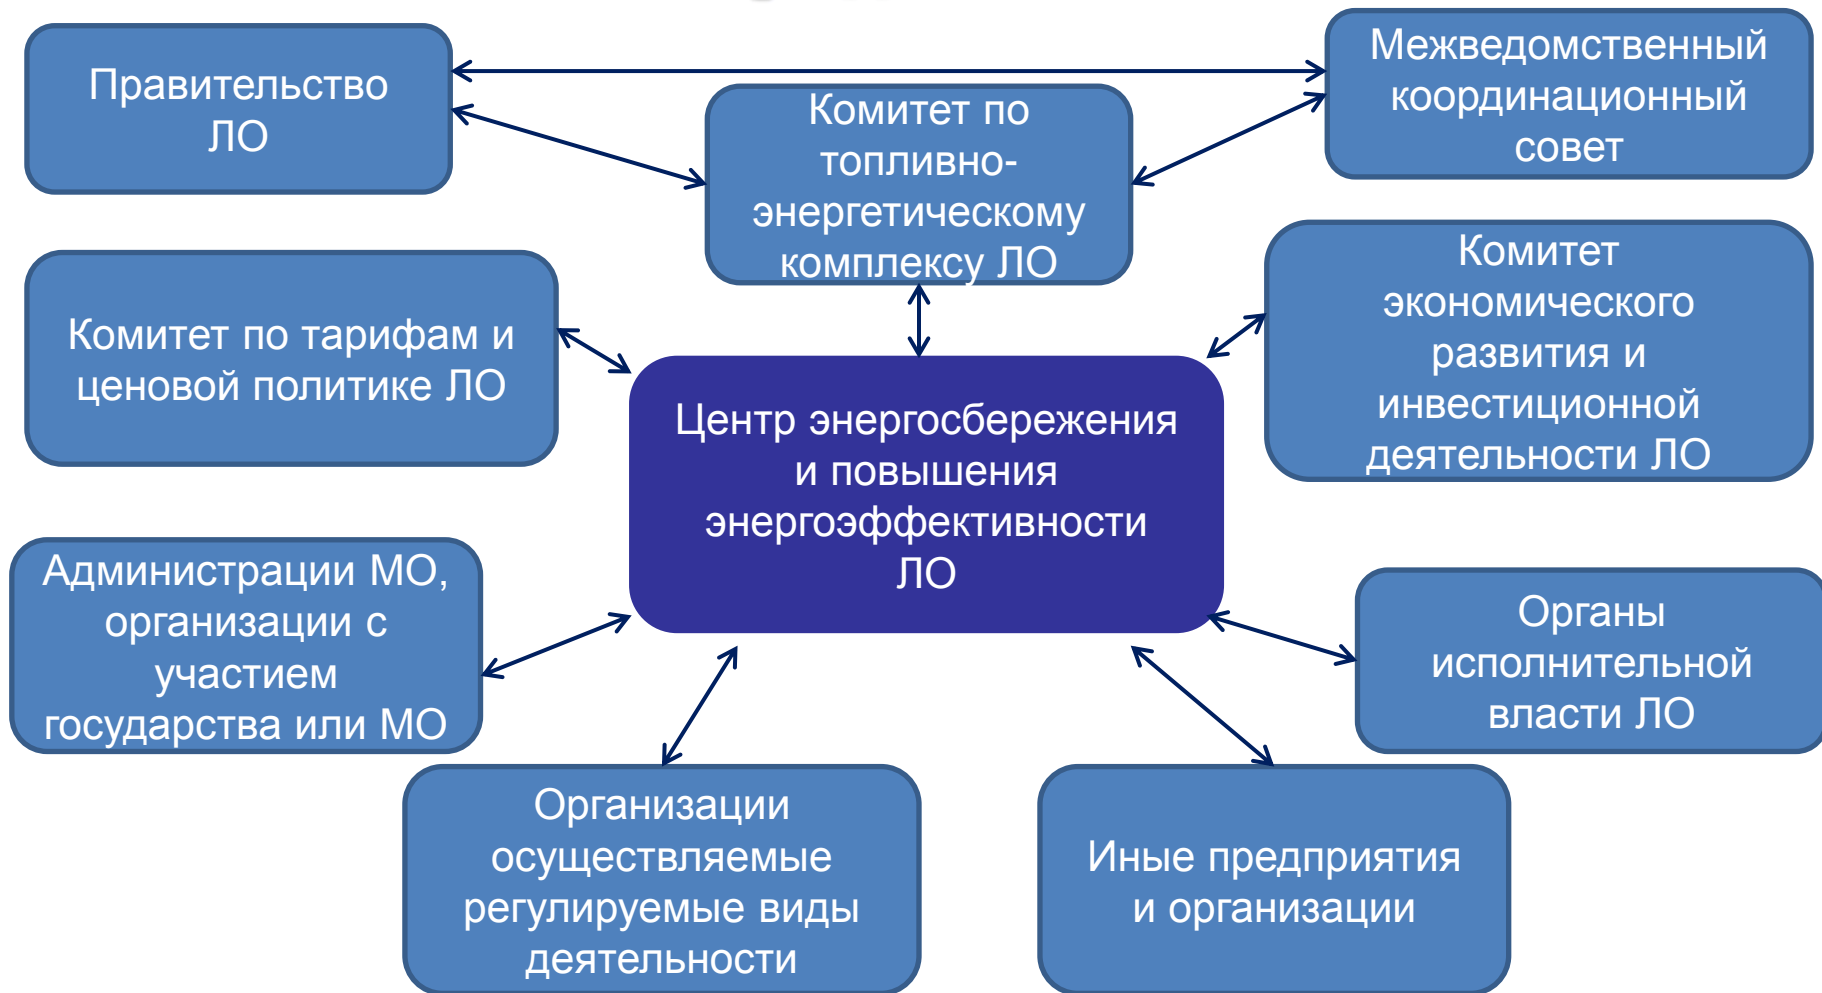 Правительство
ЛО
Межведомственный
координационный
совет
Комитет по
топливно-
энергетическому
комплексу ЛО
Комитет по тарифам и
ценовой политике ЛО
Комитет
экономического
развития и
инвестиционной
деятельности ЛО
Центр энергосбережения
и повышения
энергоэффективности
ЛО
Администрации МО,
организации с
участием
государства или МО
Органы
исполнительной
власти ЛО
Организации
осуществляемые
регулируемые виды
деятельности
Иные предприятия
и организации